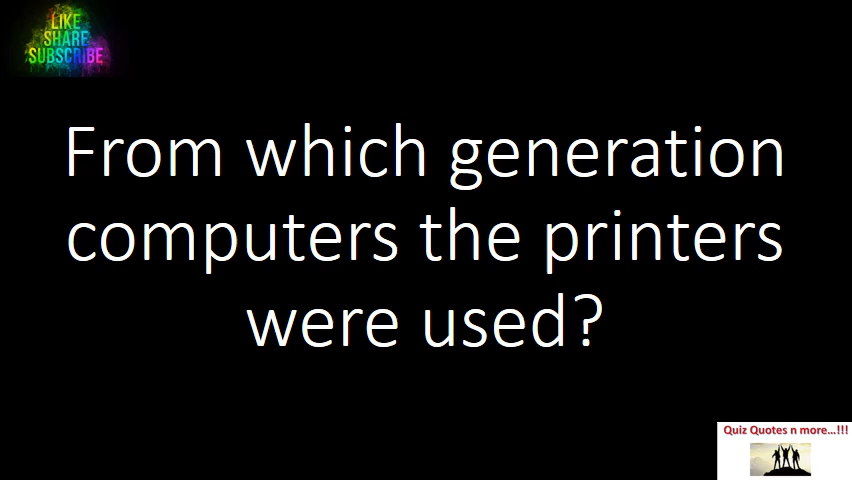 LIKE
SHARE
SUBSCRIBE
From which generation
computers the printers
were used?
Quiz Quotes n more...!!!